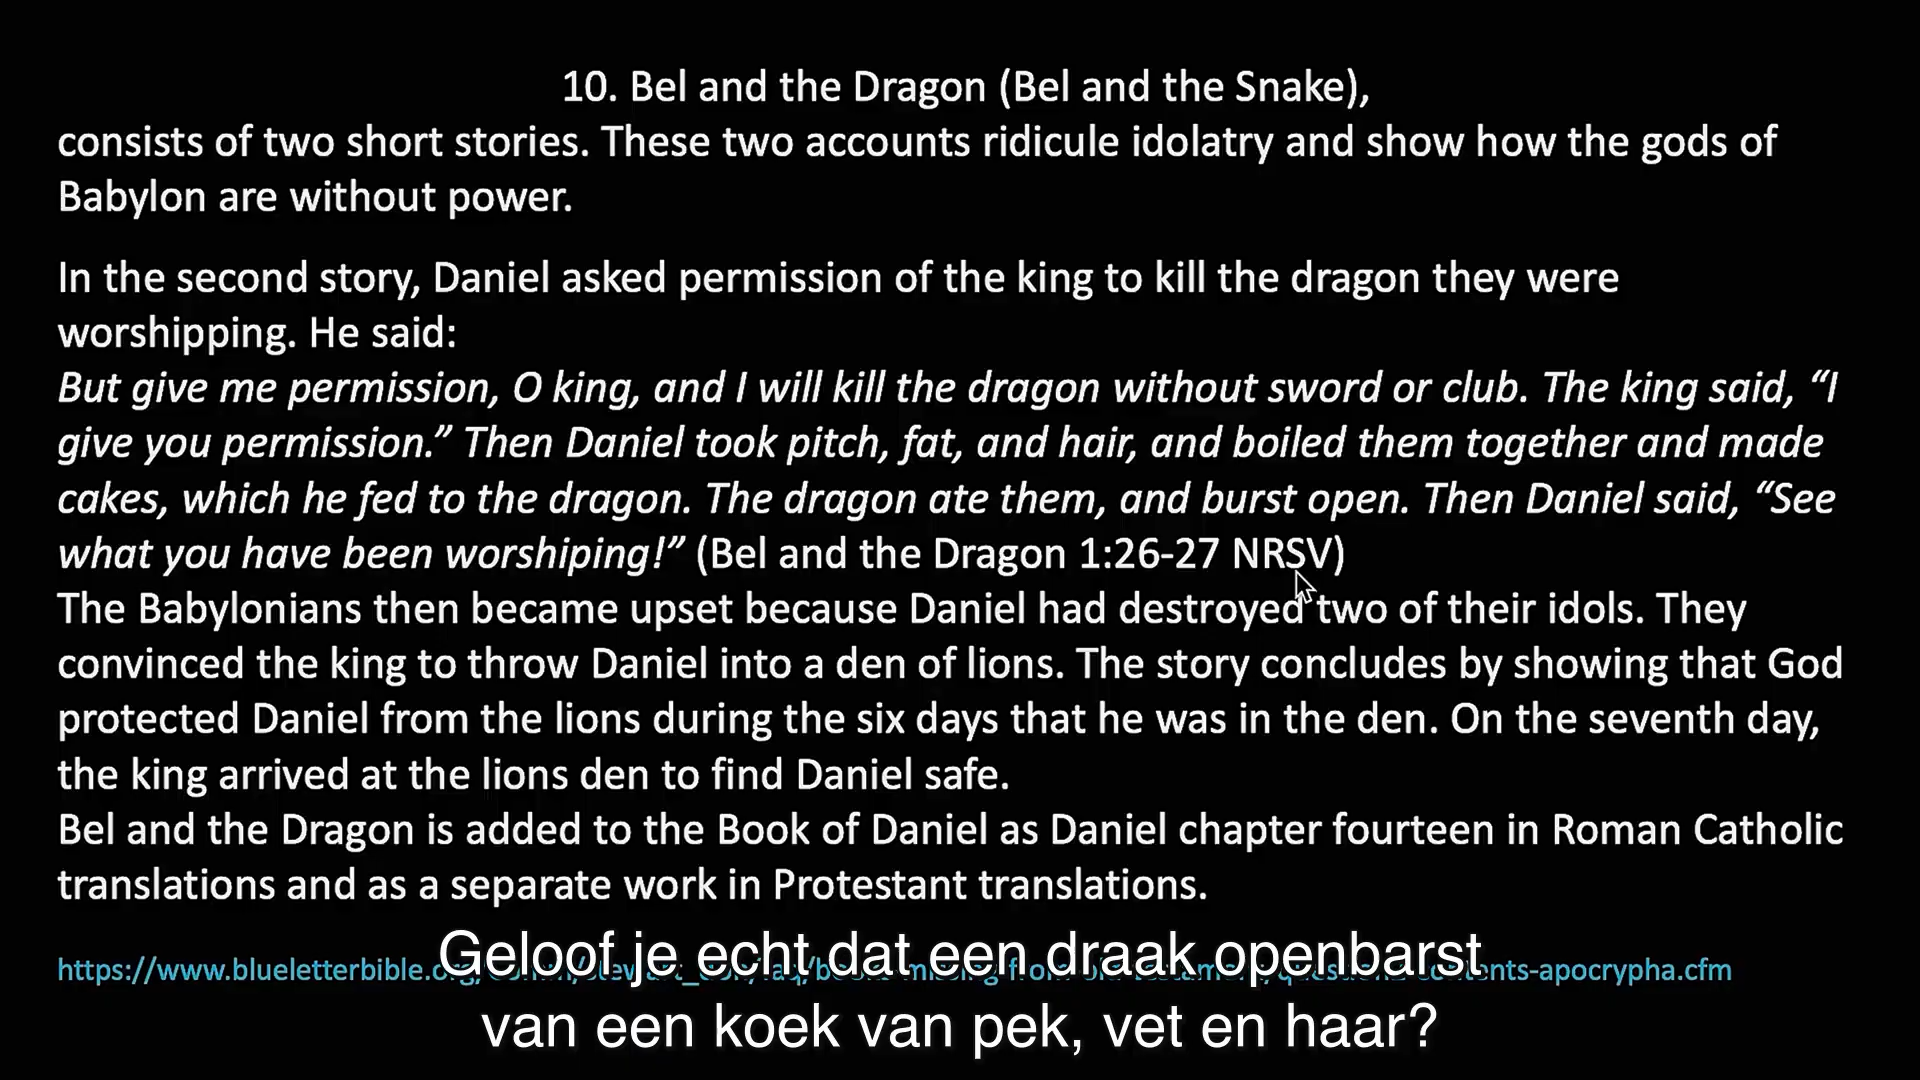 10. Bel and the Dragon (Bel and the Snake),
consists of two short stories. These two accounts ridicule idolatry and show how the gods of
Babylon are without power.
In the second story, Daniel asked permission of the king to kill the dragon they were
worshipping. He said:
But give me permission, O king, and I will kill the dragon without sword or club. The king said, “I
give you permission.” Then Daniel took pitch, fat, and hair, and boiled them together and made
cakes, which he fed to the dragon. The dragon ate them, and burst open. Then Daniel said, “See
what you have been worshiping!” (Bel and the Dragon 1:26-27 NRSV)
The Babylonians then became upset because Daniel had destroyed two of their idols. They
convinced the king to throw Daniel into a den of lions. The story concludes by showing that God
protected Daniel from the lions during the six days that he was in the den. On the seventh day,
the king arrived at the lions den to find Daniel safe.
Bel and the Dragon is added to the Book of Daniel as Daniel chapter fourteen in Roman Catholic
translations and as a separate work in Protestant translations.
https://www.blueletterbible.org
Geloof je echt dat een draak openbarst
van een koek van pek, vet en haar?